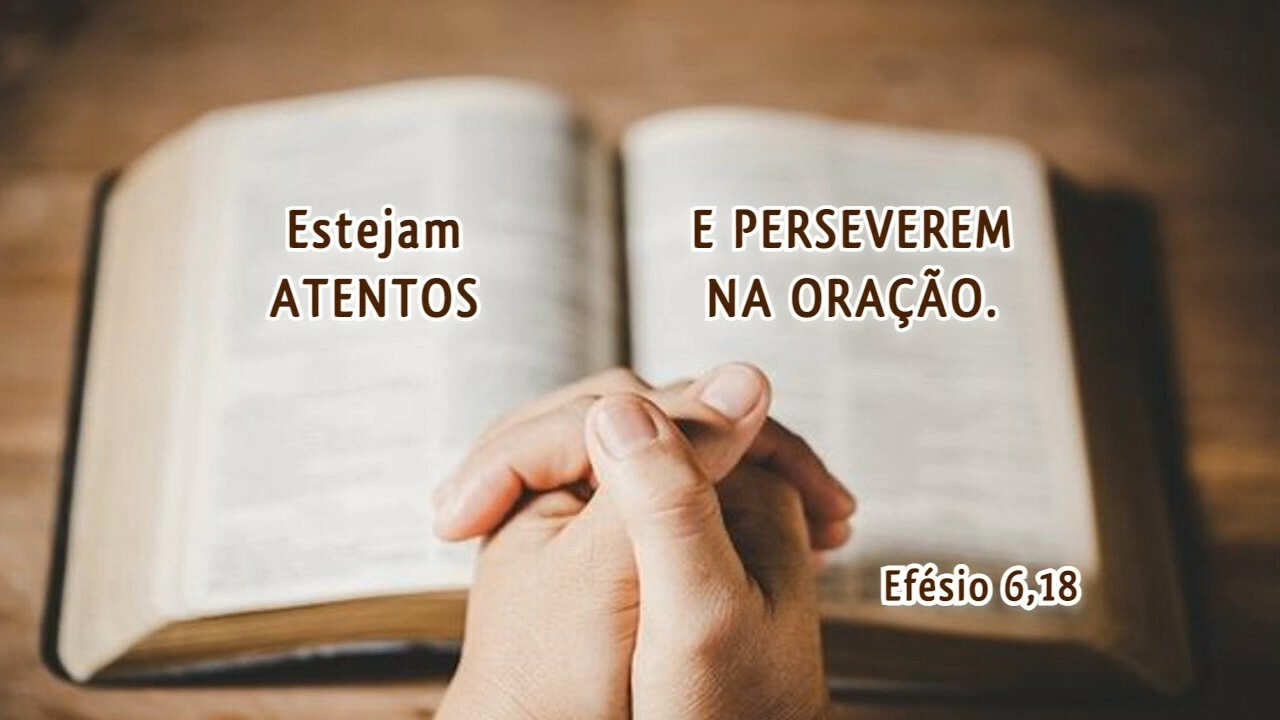 Estejam
ATENTOS
E PERSEVEREM
NA ORAÇÃO.
Efésio 6,18